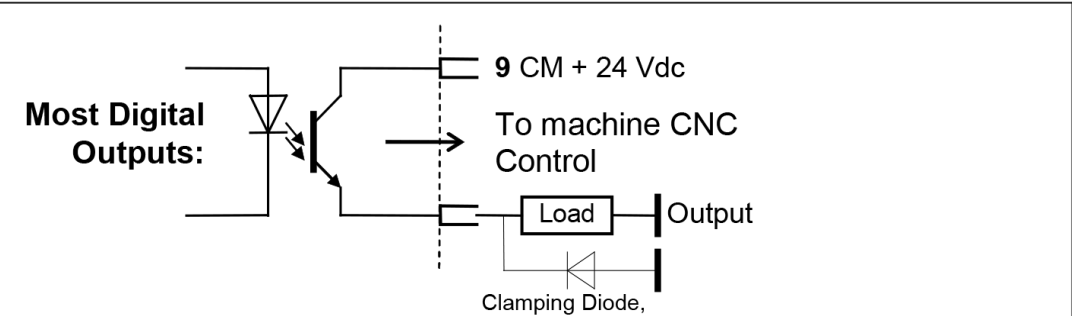 9 CM + 24 Vdc
Most Digital
Outputs:
To machine CNC
Control
Load
Output
Clamping Diode,